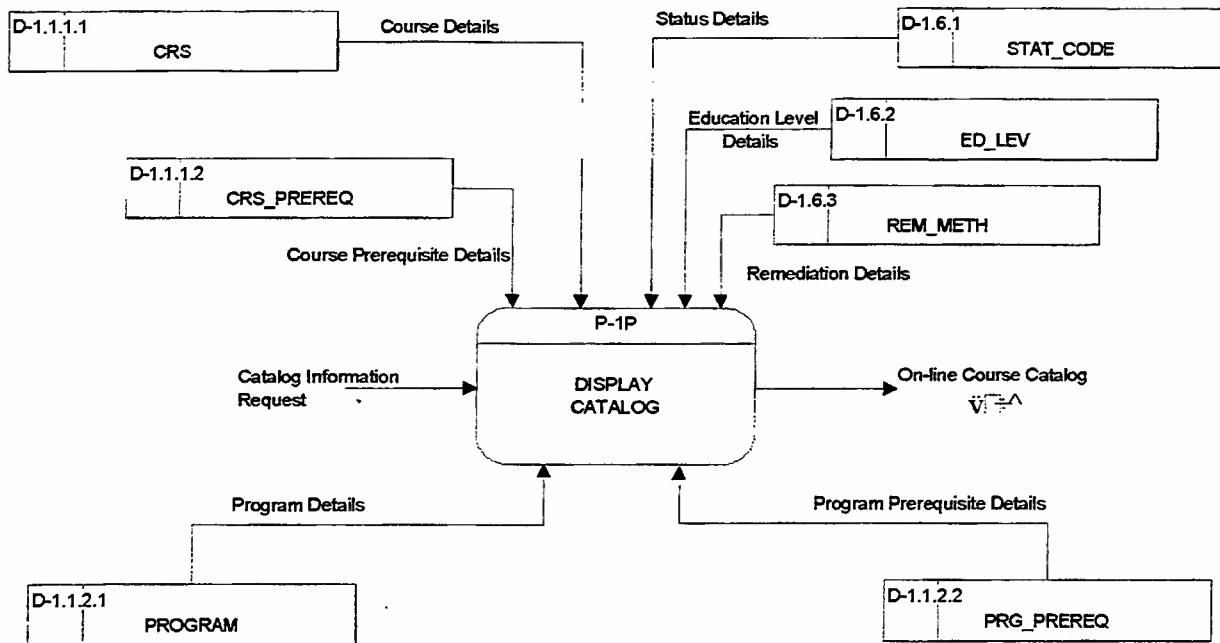 D-1.1.1.1
CRS
Course Details
Status Details
D-1.6.1
STAT_CODE
Education Level
Details
D-1.6.2
ED_LEV
D-1.1.1.2
CRS_PREREQ
D-1.6.3
REM_METH
Course Prerequisite Details
Remediation Details
P-1P
DISPLAY
CATALOG
Catalog Information
Request
On-line Course Catalog
Program Details
Program Prerequisite Details
D-1.1.2.1
PROGRAM
D-1.1.2.2
PRG_PREREQ